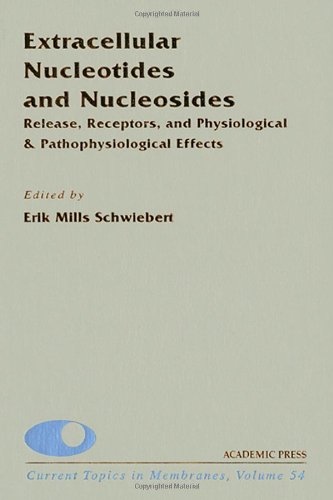 Extracellular
Nucleotides
and Nucleosides
Release, Receptors, and Physiological
& Pathophysiological Effects
Edited by
Erik Mills Schwiebert
ACADEMIC PRESS
Current Topics in Membranes, Volume 54